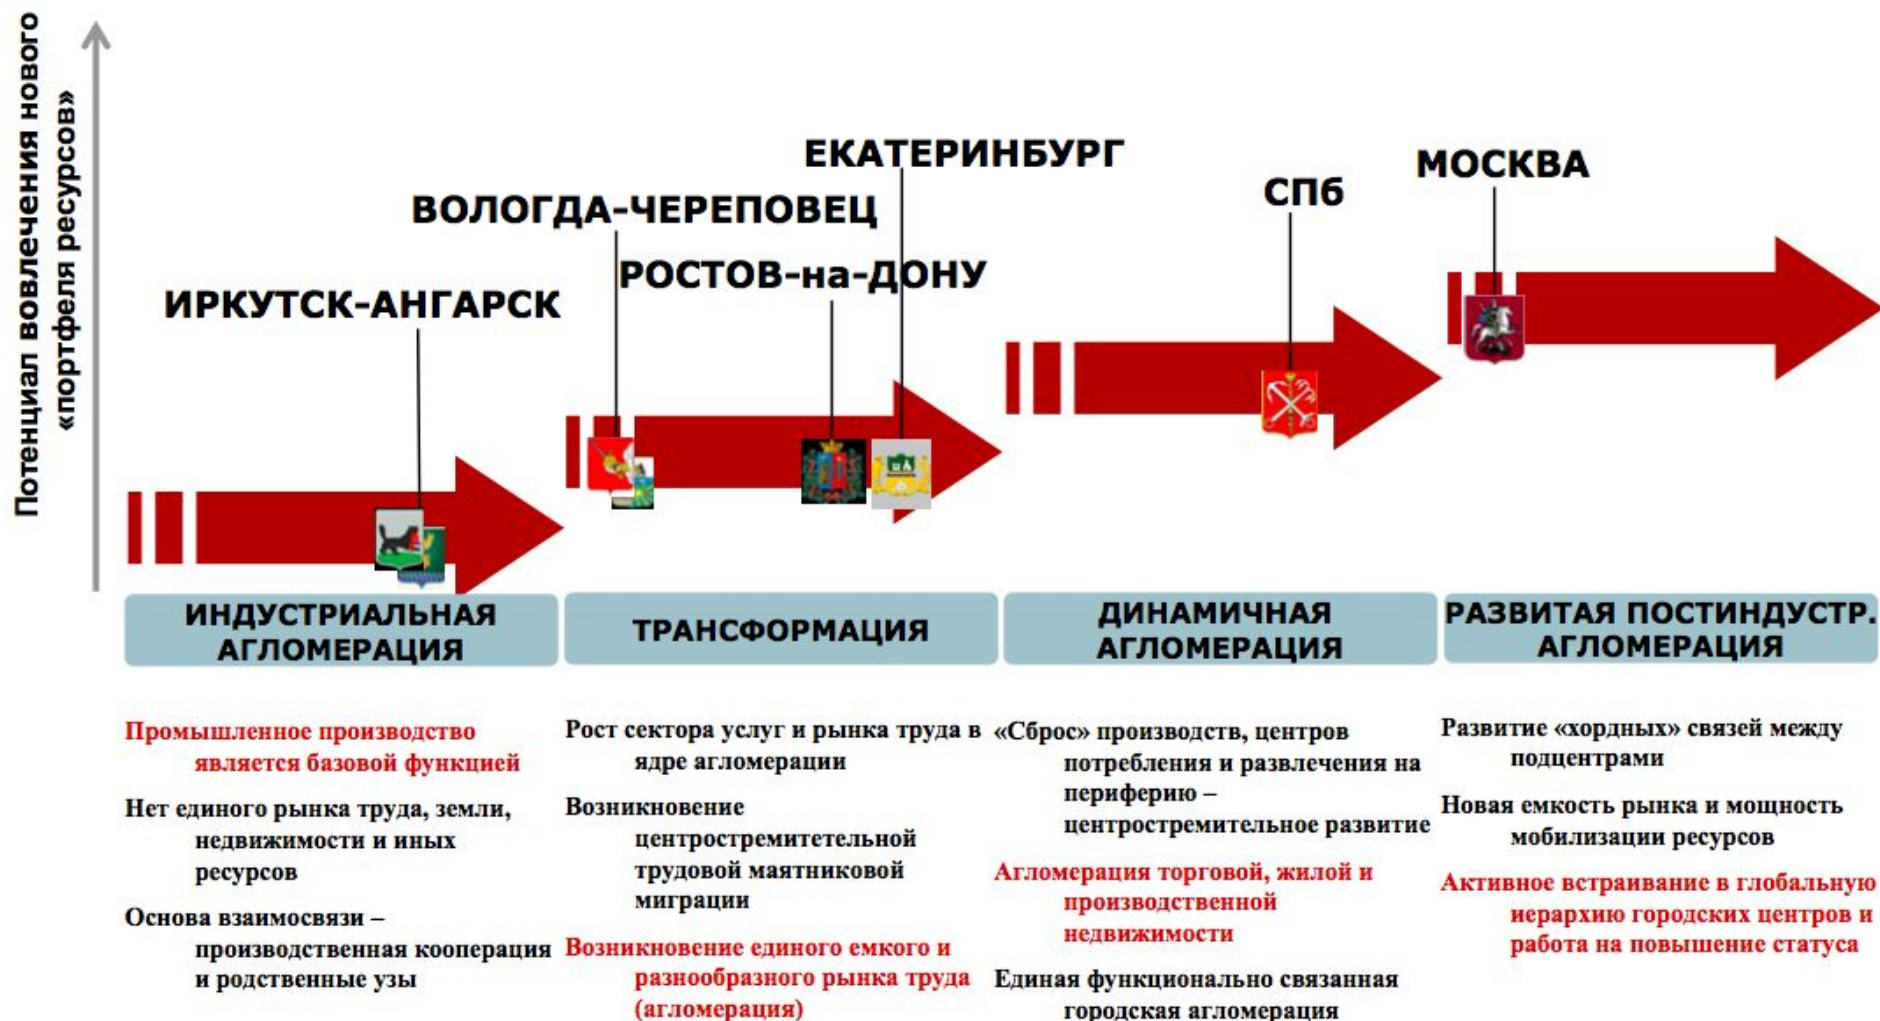 Потенциал вовлечения нового
«портфеля ресурсов»
ЕКАТЕРИНБУРГ
МОСКВА
СПб
ВОЛОГДА-ЧЕРЕПОВЕЦ
РОСТОВ-на-ДОНУ
ИРКУТСК-АНГАРСК
ИНДУСТРИАЛЬНАЯ
АГЛОМЕРАЦИЯ
ТРАНСФОРМАЦИЯ
ДИНАМИЧНАЯ
АГЛОМЕРАЦИЯ
РАЗВИТАЯ ПОСТИНДУСТР.
АГЛОМЕРАЦИЯ
Промышленное производство
является базовой функцией
Нет единого рынка труда, земли,
недвижимости и иных
ресурсов
Основа взаимосвязи –
производственная кооперация
и родственные узы
Рост сектора услуг и рынка труда в
ядре агломерации
Возникновение
центростремитетельной
трудовой маятниковой
миграции
Возникновение единого емкого и
разнообразного рынка труда
(агломерация)
«Сброс» производств, центров
потребления и развлечения на
периферию –
центростремительное развитие
Агломерация торговой, жилой и
производственной
недвижимости
Единая функционально связанная
городская агломерация
Развитие «хордных» связей между
подцентрами
Новая емкость рынка и мощность
мобилизации ресурсов
Активное встраивание в глобальную
иерархию городских центров и
работа на повышение статуса